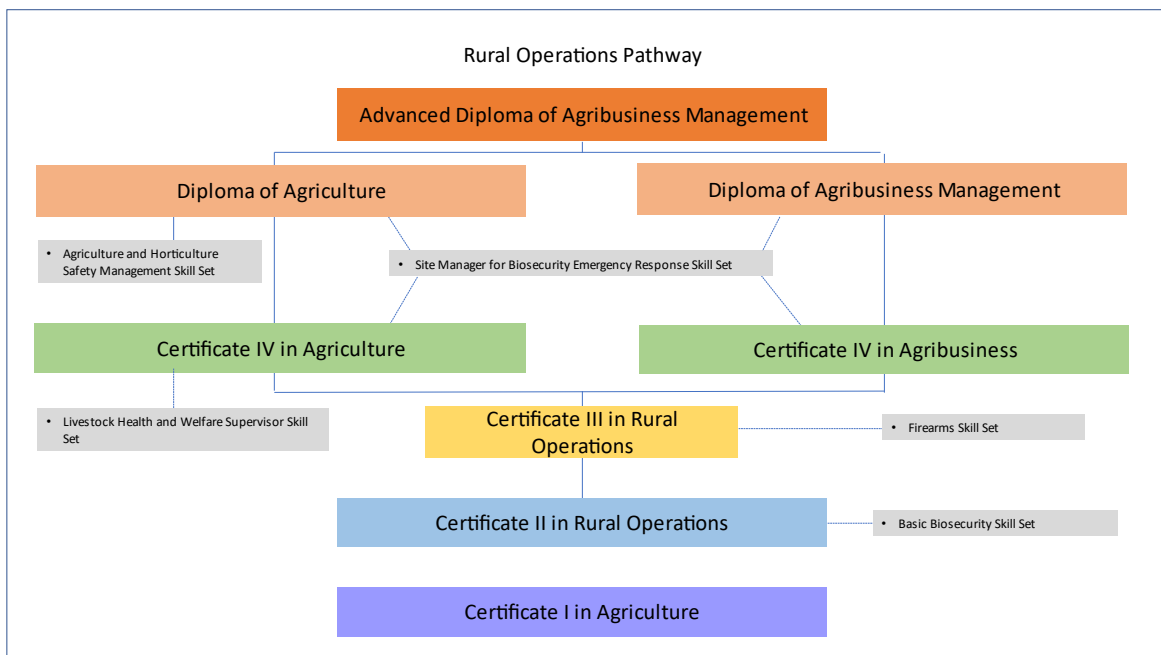 Rural Operations Pathway
Advanced Diploma of Agribusiness Management
Diploma of Agriculture
Diploma of Agribusiness Management
• Agriculture and Horticulture
Safety Management Skill Set
• Site Manager for Biosecurity Emergency Response Skill Set
Certificate IV in Agriculture
Certificate IV in Agribusiness
• Livestock Health and Welfare Supervisor Skill
Set
Certificate III in Rural
Operations
• Firearms Skill Set
Certificate II in Rural Operations
• Basic Biosecurity Skill Set
Certificate I in Agriculture